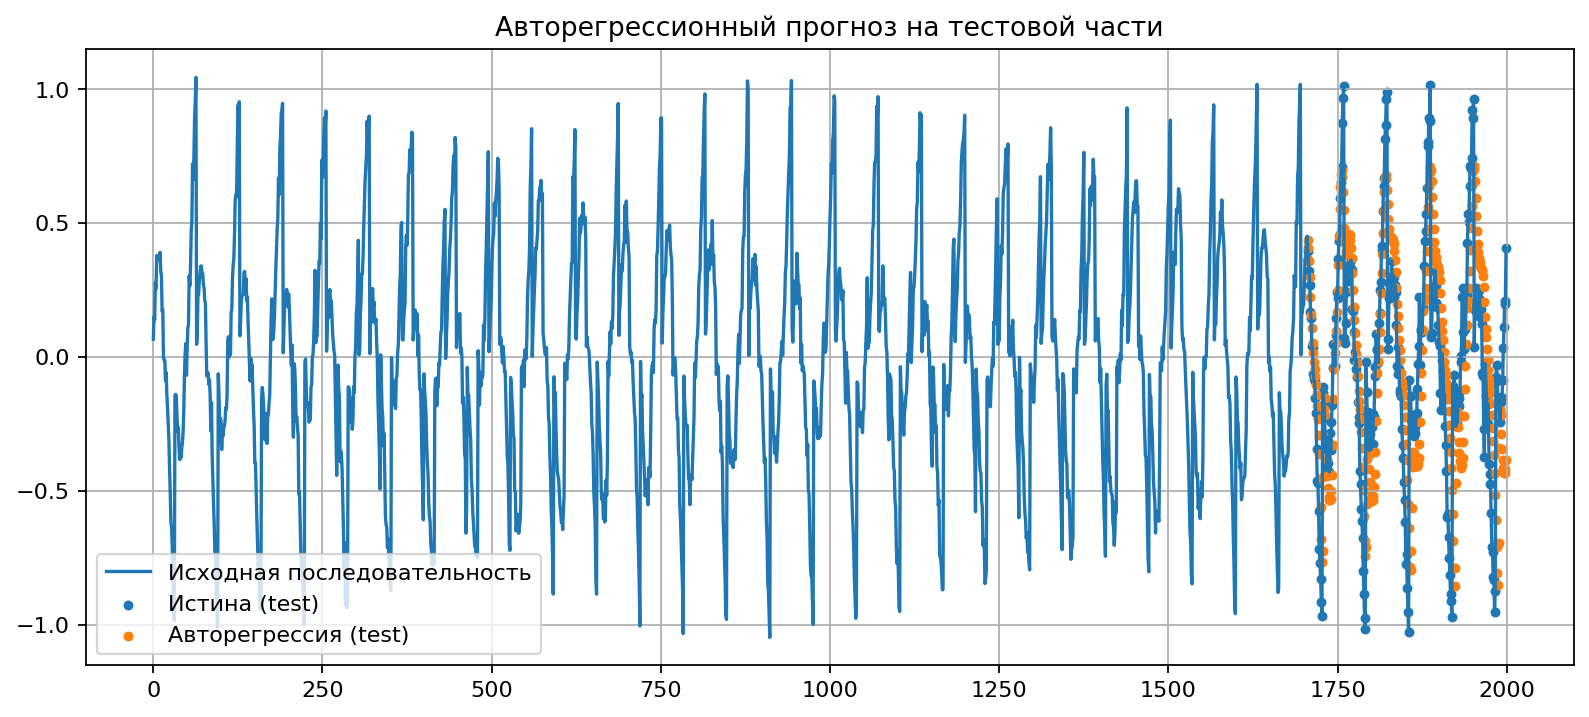 Авторегрессионный прогноз на тестовой части
1.0
0.5
0.0
−0.5
−1.0
Исходная последовательность
Истина (test)
Авторегрессия (test)
0 250 500 750 1000 1250 1500 1750 2000